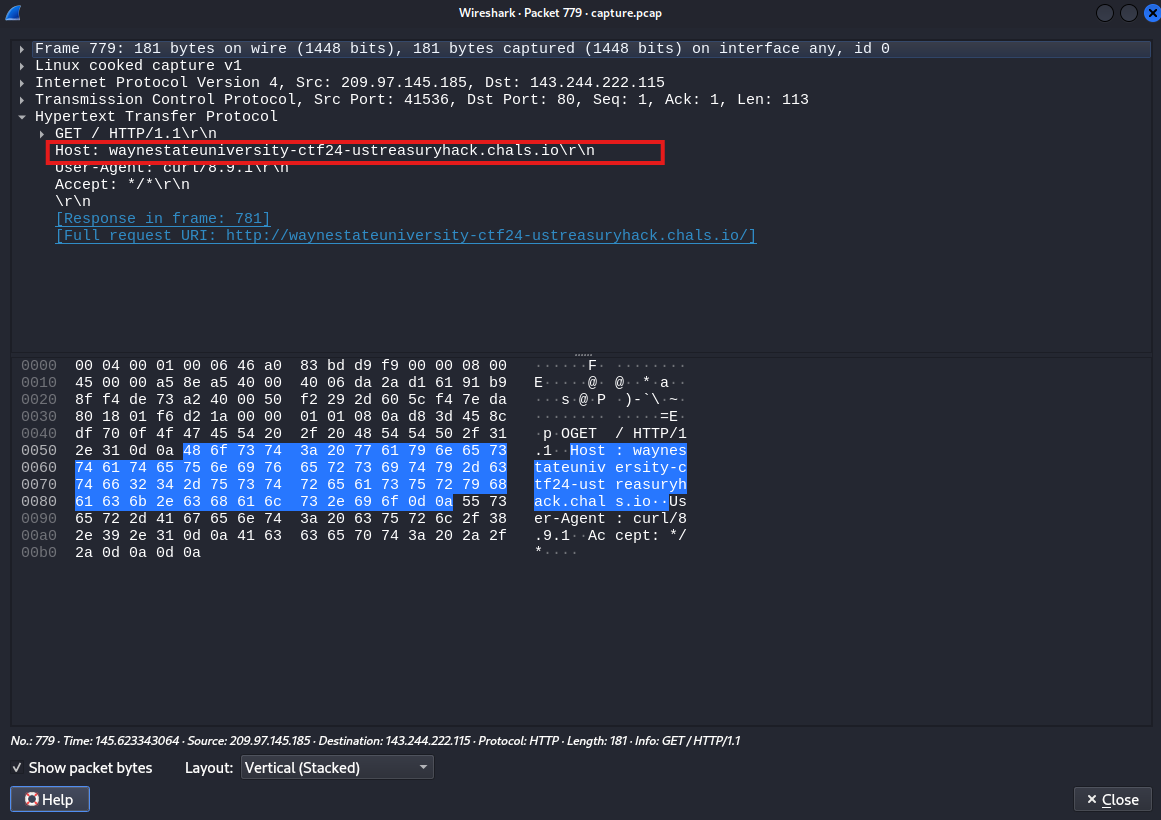 Wireshark · Packet 779 · capture.pcap
Frame 779: 181 bytes on wire (1448 bits), 181 bytes captured (1448 bits) on interface any, id 0
Linux cooked capture v1
Internet Protocol Version 4, Src: 209.97.145.185, Dst: 143.244.222.115
Transmission Control Protocol, Src Port: 41536, Dst Port: 80, Seq: 1, Ack: 1, Len: 113
Hypertext Transfer Protocol
GET / HTTP/1.1\r\n
Host: waynestateuniversity-ctf24-ustreasuryhack.chals.io\r\n
User-Agent: curl/8.9.1\r\n
Accept: */*\r\n
\r\n
[Response in frame: 781]
[Full request URI: http://waynestateuniversity-ctf24-ustreasuryhack.chals.io/]
0000 00 04 00 01 00 06 46 a0 83 bd d9 f9 00 00 08 00 ······F· ········
0010 45 00 00 a5 8e a5 40 00 40 06 da 2a d1 61 91 b9 E·····@· @··*·a··
0020 8f f4 de 73 a2 40 00 50 f2 29 2d 60 5c f4 7e da ···s·@·P ·)-`\·~·
0030 80 18 01 f6 d2 1a 00 00 01 01 08 0a d8 3d 45 8c ········ ·····=E·
0040 df 70 0f 4f 47 45 54 20 2f 20 48 54 54 50 2f 31 ·p·OGET / HTTP/1
0050 2e 31 0d 0a 48 6f 73 74 3a 20 77 61 79 6e 65 73 .1··Host : waynes
0060 74 61 74 65 75 6e 69 76 65 72 73 69 74 79 2d 63 tateuniv ersity-c
0070 74 66 32 34 2d 75 73 74 72 65 61 73 75 72 79 68 tf24-ust reasuryh
0080 61 63 6b 2e 63 68 61 6c 73 2e 69 6f 0d 0a 55 73 ack.chal s.io··Us
0090 65 72 2d 41 67 65 6e 74 3a 20 63 75 72 6c 2f 38 er-Agent : curl/8
00a0 2e 39 2e 31 0d 0a 41 63 63 65 70 74 3a 20 2a 2f .9.1··Ac cept: */
00b0 2a 0d 0a 0d 0a *····
No.: 779 · Time: 145.623343064 · Source: 209.97.145.185 · Destination: 143.244.222.115 · Protocol: HTTP · Length: 181 · Info: GET / HTTP/1.1
Show packet bytes Layout: Vertical (Stacked)
Help Close